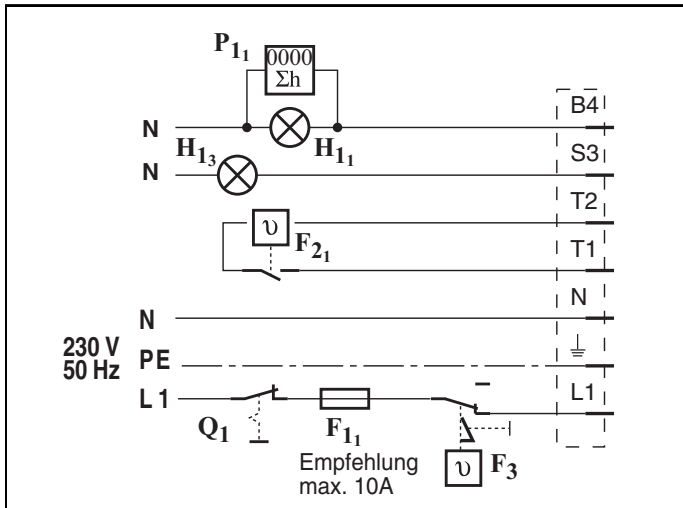 P11
0000
Σh
B4
N
H13
H11
S3
N
T2
υ
F21
T1
N
N
230 V
50 Hz
PE
L1
L1
Q1
F11
Empfehlung
max. 10A
υ
F3